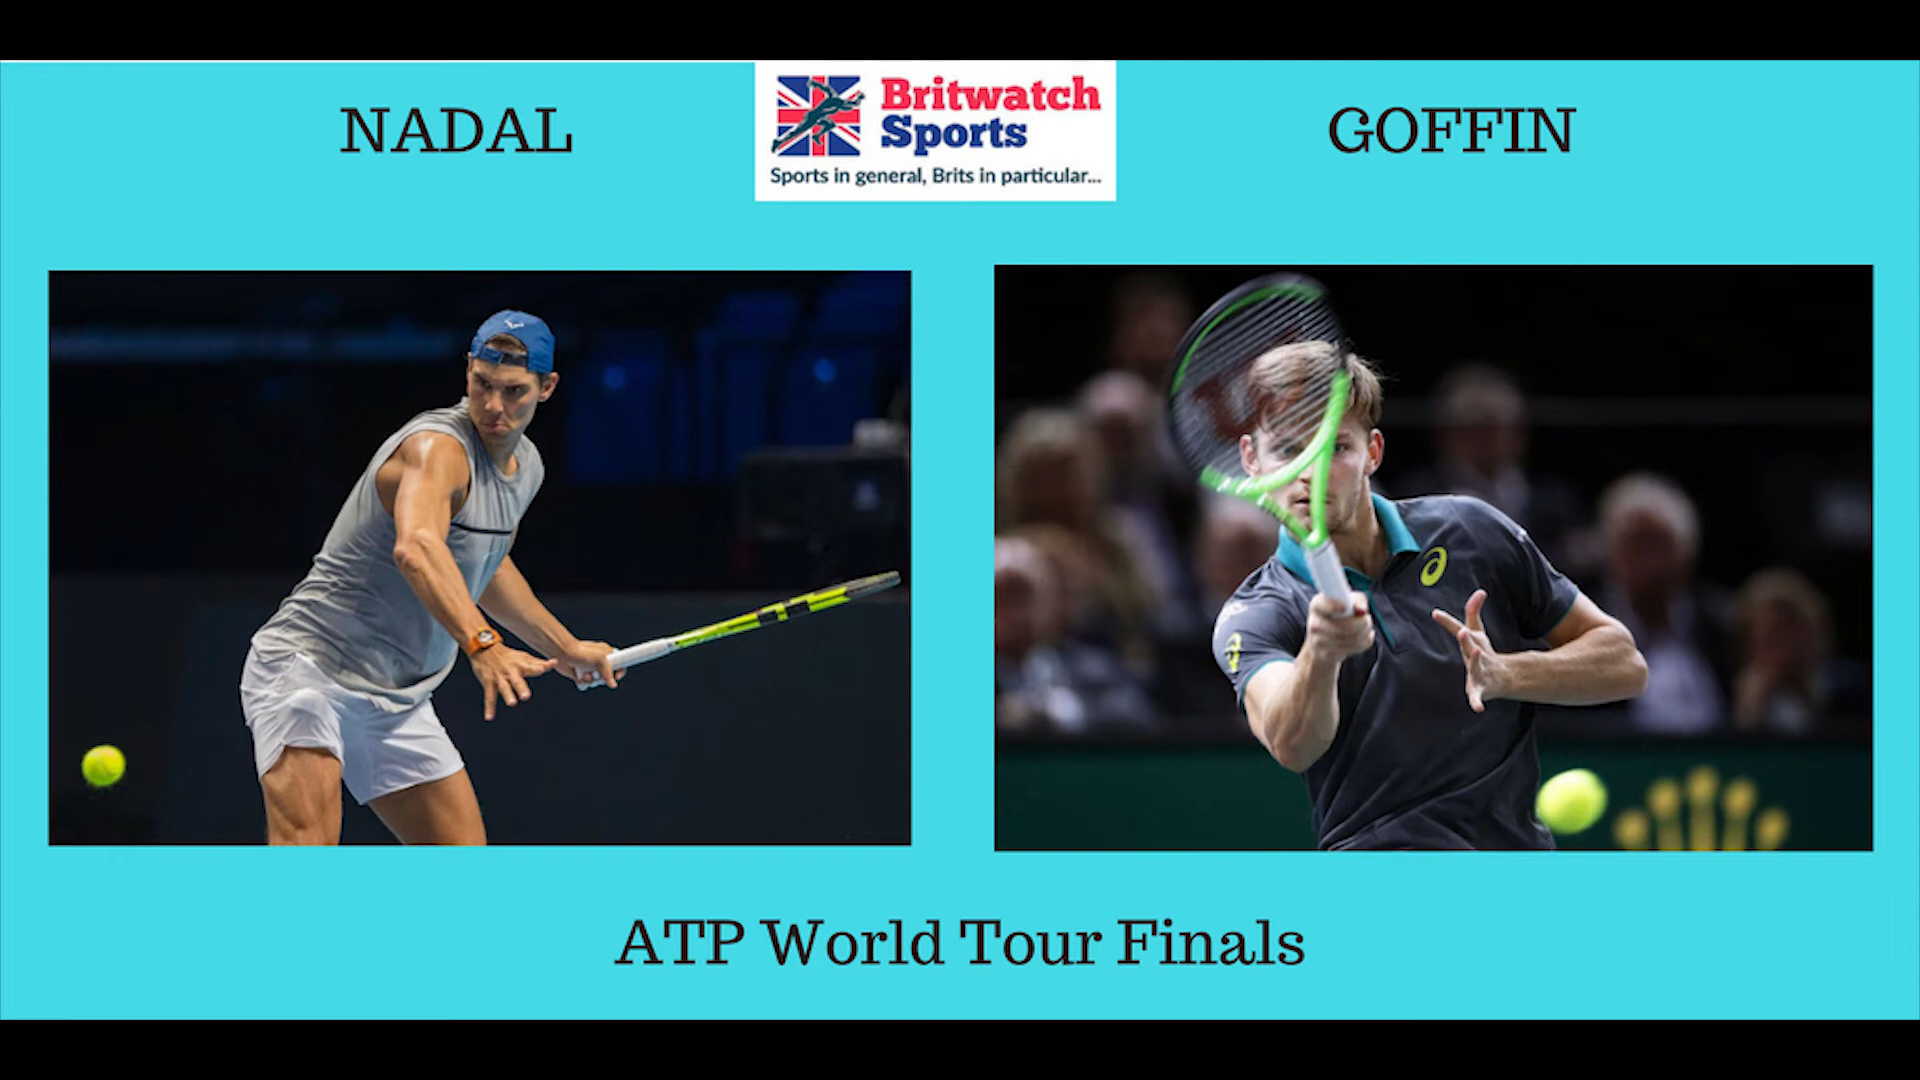 NADAL
Britwatch
Sports
Sports in general, Brits in particular...
GOFFIN
ATP World Tour Finals